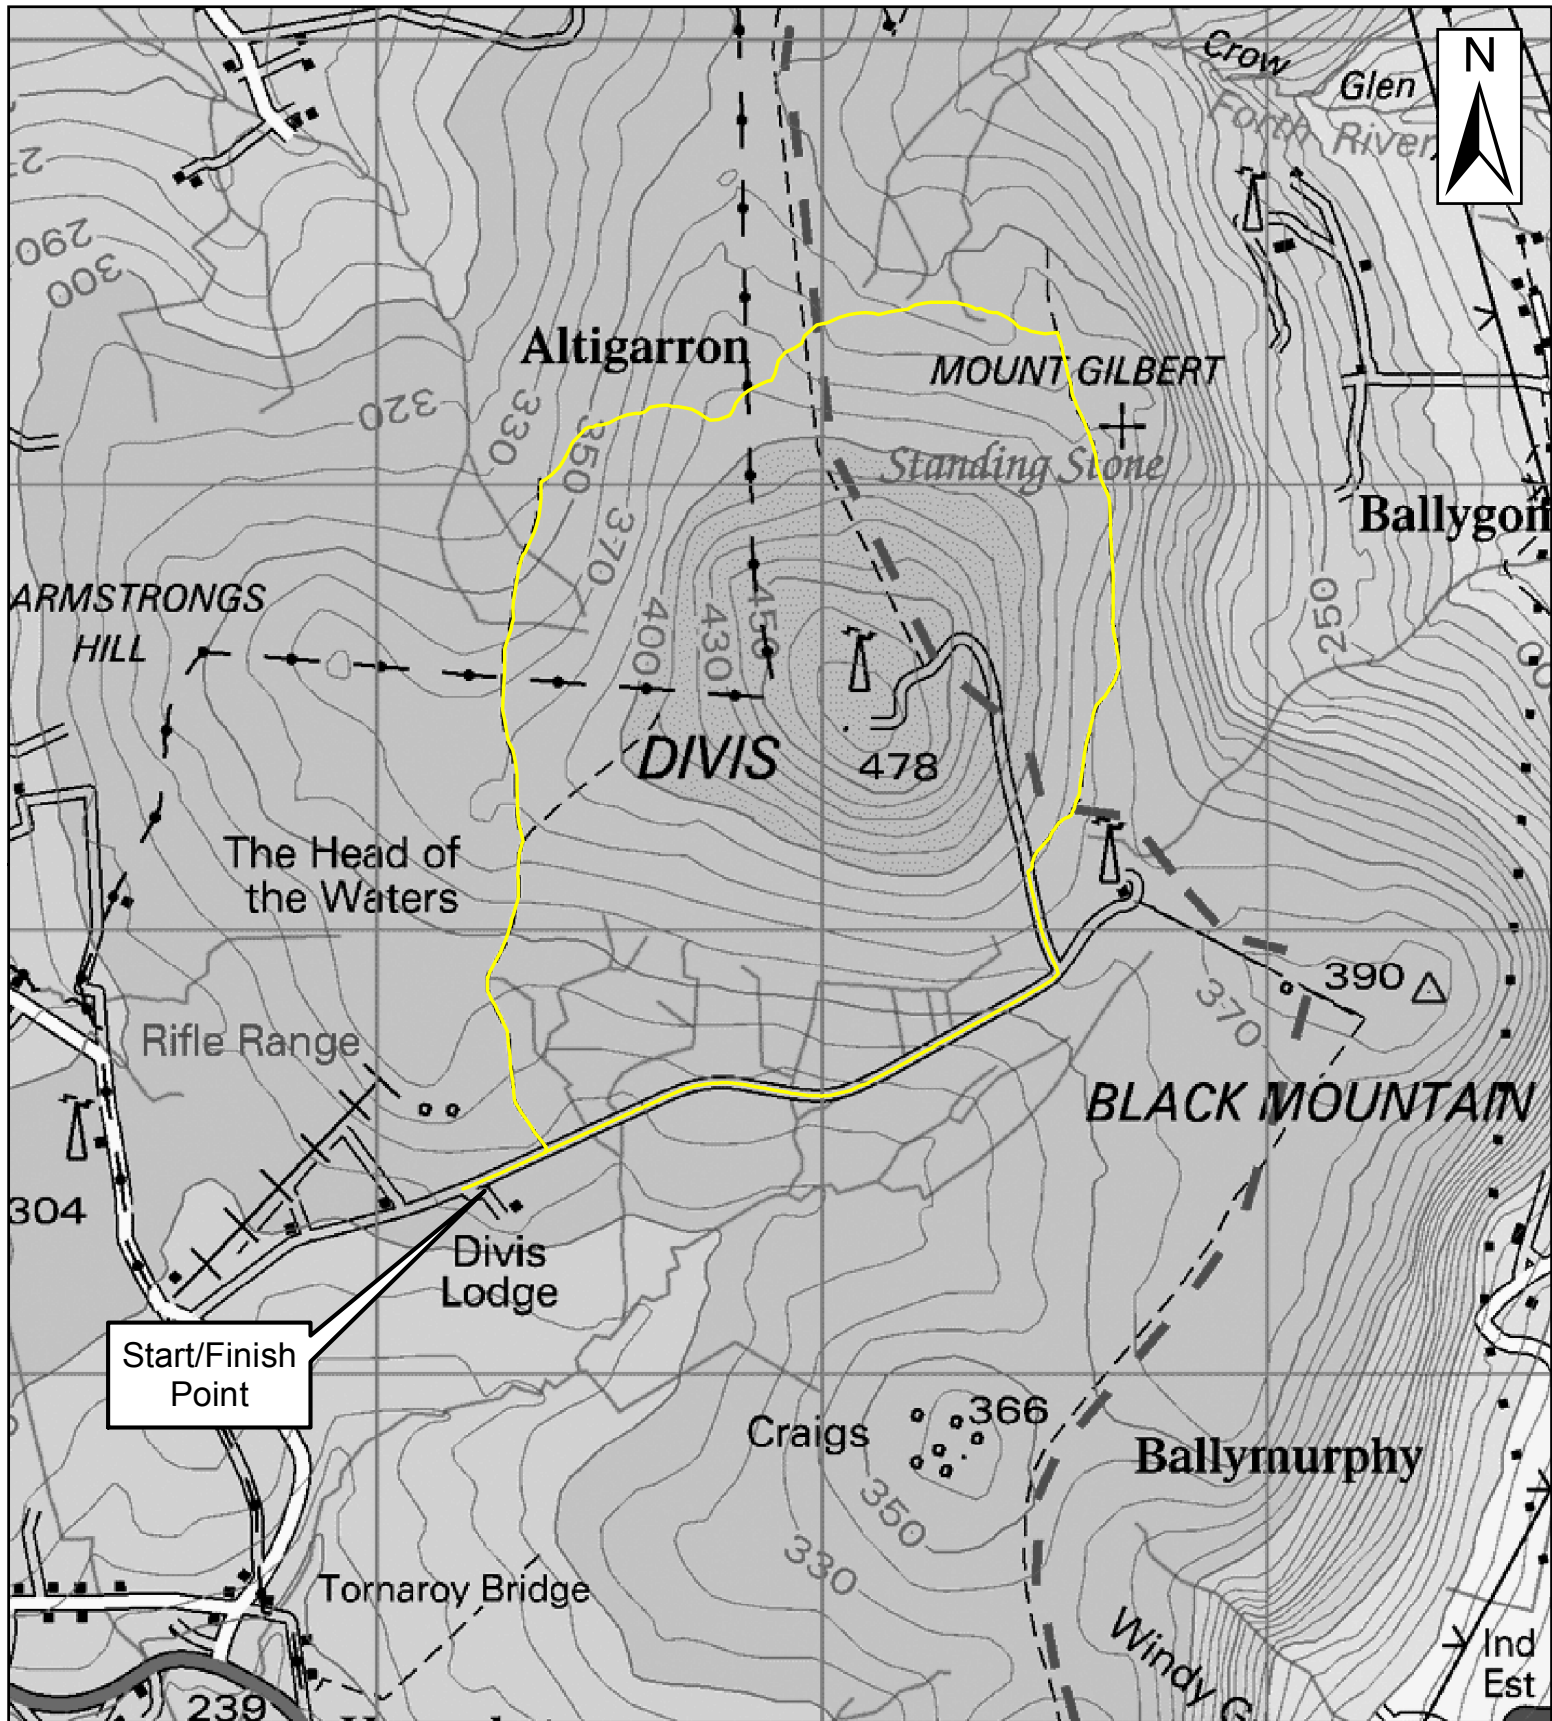 Crow
Glen
N
Forth River
290
300
Altigarron
MOUNT GILBERT
320
330
350
Standing Stone
370
ARMSTRONGS
HILL
400
430
450
250
DIVIS
478
The Head of
the Waters
390
370
Rifle Range
BLACK MOUNTAIN
304
Divis
Lodge
Start/Finish
Point
Craigs
366
Ballymurphy
350
330
Tornaroy Bridge
Windy
Ind
Est
239